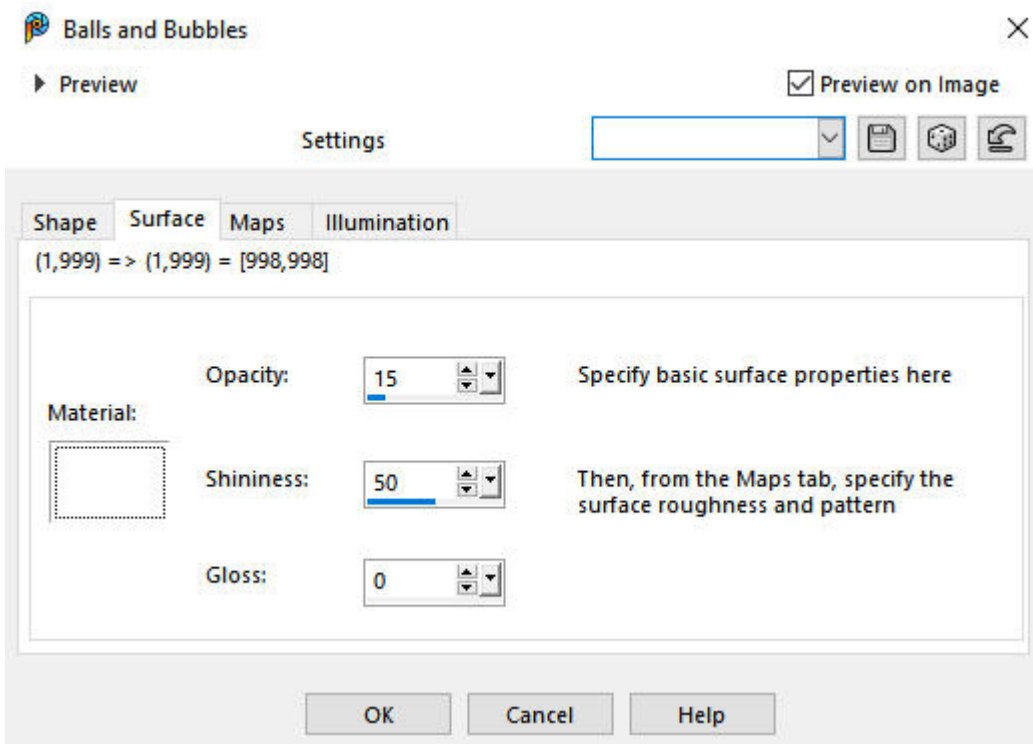 Balls and Bubbles
Preview
Preview on Image
Settings
Shape Surface Maps Illumination
(1,999) => (1,999) = [998,998]
Opacity: 15 Specify basic surface properties here
Material:
Shininess: 50 Then, from the Maps tab, specify the
surface roughness and pattern
Gloss: 0
OK Cancel Help